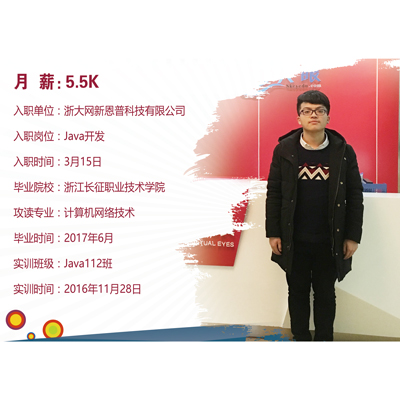 月 薪：5.5K
入职单位：浙大网新恩普科技有限公司
入职岗位：Java开发
入职时间：3月15日
毕业院校：浙江长征职业技术学院
攻读专业：计算机网络技术
毕业时间：2017年6月
实训班级：Java112班
实训时间：2016年11月28日
TUAL EYES